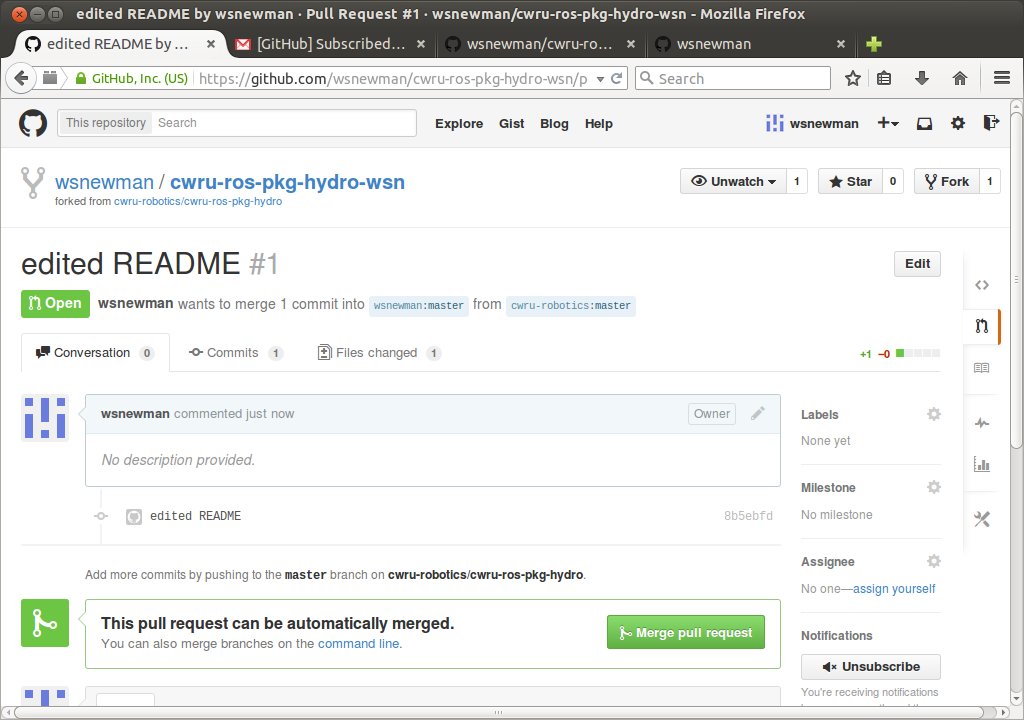 edited README by wsnewman · Pull Request #1 · wsnewman/cwru-ros-pkg-hydro-wsn - Mozilla Firefox
edited README by ... [GitHub] Subscribed... wsnewman/cwru-ro... wsnewman
GitHub, Inc. (US) https://github.com/wsnewman/cwru-ros-pkg-hydro-wsn/p Search
This repository Search Explore Gist Blog Help wsnewman
wsnewman / cwru-ros-pkg-hydro-wsn Unwatch 1 Star 0 Fork 1
forked from cwru-robotics/cwru-ros-pkg-hydro
edited README #1 Edit
Open wsnewman wants to merge 1 commit into wsnewman:master from cwru-robotics:master
Conversation 0 Commits 1 Files changed 1 +1 −0
wsnewman commented just now Owner
No description provided.
edited README 8b5ebfd
Add more commits by pushing to the master branch on cwru-robotics/cwru-ros-pkg-hydro.
This pull request can be automatically merged.
You can also merge branches on the command line.
Merge pull request
Labels
None yet
Milestone
No milestone
Assignee
No one—assign yourself
Notifications
Unsubscribe
You're receiving notifications